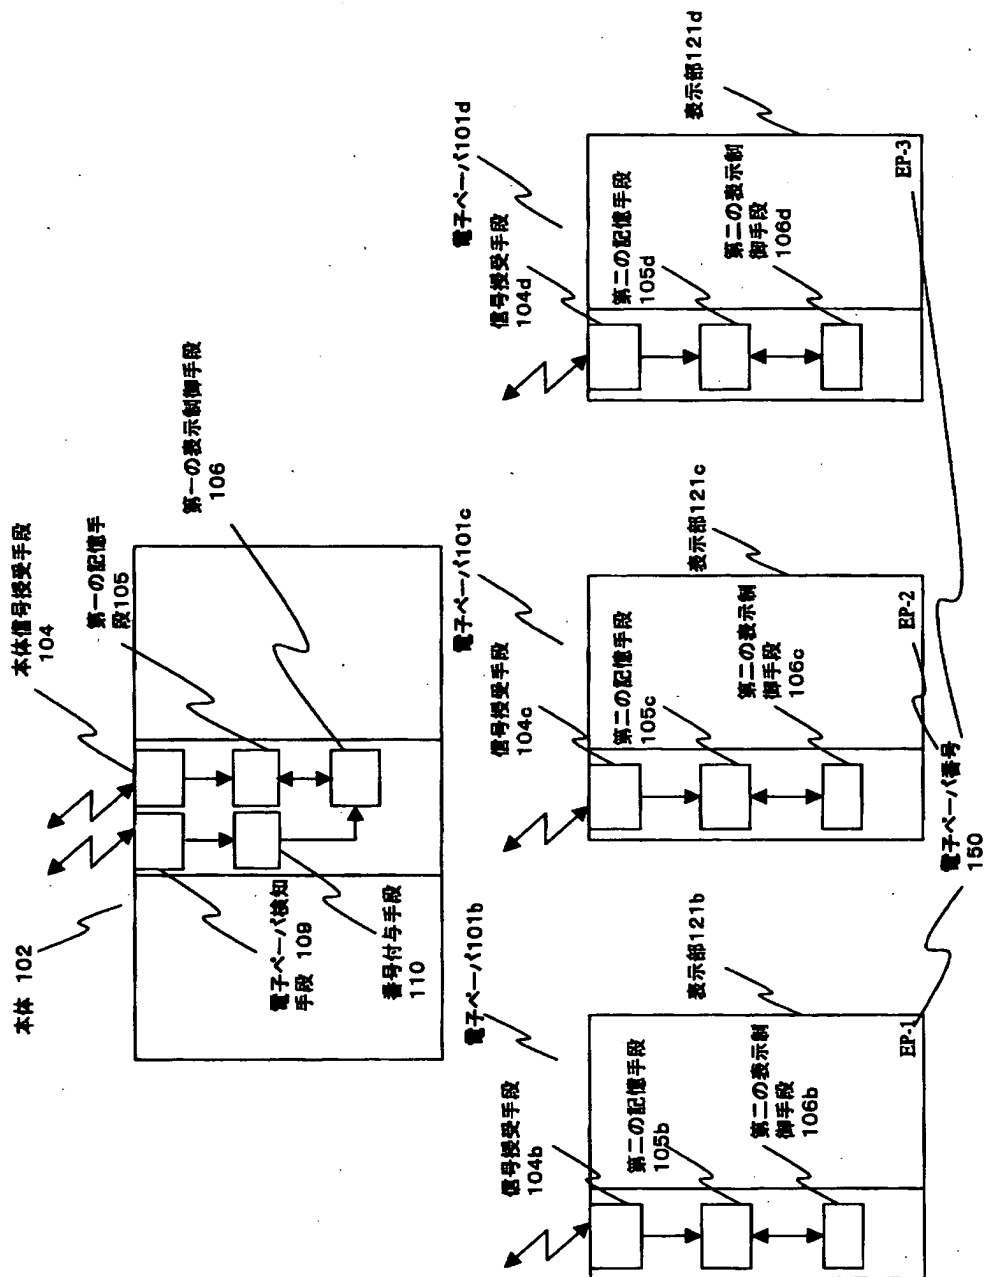 本体 102
本体信号授受手段
104
第一の記憶手
段105
第一の表示制御手段
106
電子ペーパ検知
手段 109
番号付与手段
110
電子ペーパ101b
信号授受手段
104b
第二の記憶手段
105b
第二の表示制
御手段
106b
表示部121b
EP-1
電子ペーパ101c
信号授受手段
104c
第二の記憶手段
105c
第二の表示制
御手段
106c
表示部121c
EP-2
電子ペーパ101d
信号授受手段
104d
第二の記憶手段
105d
第二の表示制
御手段
106d
表示部121d
EP-3
電子ペーパ番号
150